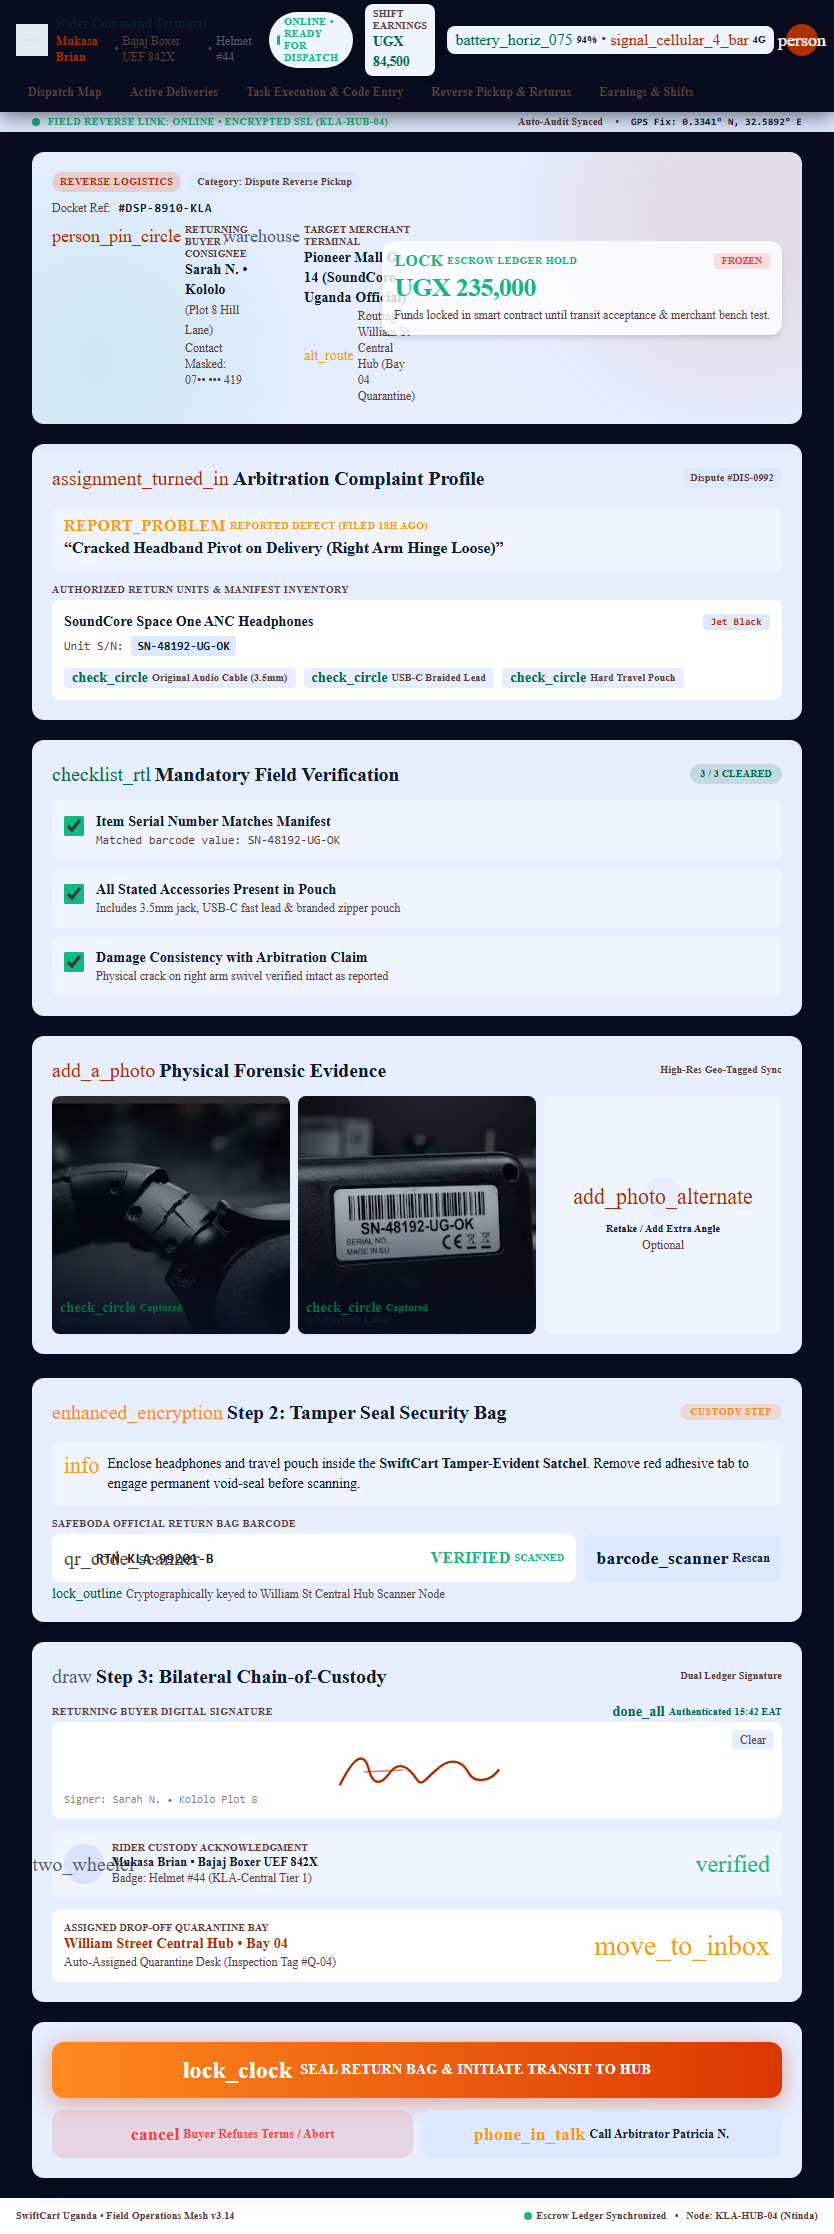 Rider Command Terminal
Mukasa Brian • Bajaj Boxer UEF 842X • Helmet #44
ONLINE • READY FOR DISPATCH
SHIFT EARNINGS
UGX 84,500
battery_horiz_075 94% • signal_cellular_4_bar 4G
person
Dispatch Map Active Deliveries Task Execution & Code Entry Reverse Pickup & Returns Earnings & Shifts
FIELD REVERSE LINK: ONLINE • ENCRYPTED SSL (KLA-HUB-04) Auto-Audit Synced • GPS Fix: 0.3341° N, 32.5892° E
REVERSE LOGISTICS Category: Dispute Reverse Pickup
Docket Ref: #DSP-8910-KLA
person_pin_circle
RETURNING BUYER / CONSIGNEE
Sarah N. • Kololo
(Plot 8 Hill Lane)
Contact Masked: 07•• ••• 419
warehouse
TARGET MERCHANT TERMINAL
Pioneer Mall
14 (SoundCore
Uganda Official)
alt_route
Routing
William St
Central
Hub (Bay
04
Quarantine)
LOCK ESCROW LEDGER HOLD FROZEN
UGX 235,000
Funds locked in smart contract until transit acceptance & merchant bench test.
assignment_turned_in Arbitration Complaint Profile Dispute #DIS-0992
REPORT_PROBLEM REPORTED DEFECT (FILED 18H AGO)
“Cracked Headband Pivot on Delivery (Right Arm Hinge Loose)”
AUTHORIZED RETURN UNITS & MANIFEST INVENTORY
SoundCore Space One ANC Headphones Jet Black
Unit S/N: SN-48192-UG-OK
check_circle Original Audio Cable (3.5mm) check_circle USB-C Braided Lead check_circle Hard Travel Pouch
checklist_rtl Mandatory Field Verification 3 / 3 CLEARED
Item Serial Number Matches Manifest
Matched barcode value: SN-48192-UG-OK
All Stated Accessories Present in Pouch
Includes 3.5mm jack, USB-C fast lead & branded zipper pouch
Damage Consistency with Arbitration Claim
Physical crack on right arm swivel verified intact as reported
add_a_photo Physical Forensic Evidence High-Res Geo-Tagged Sync
SN-48192-UG-OK
SERIAL NO.
MADE IN EU
check_circle Captured
check_circle Captured
S/N Barcode Label
add_photo_alternate
Retake / Add Extra Angle
Optional
enhanced_encryption Step 2: Tamper Seal Security Bag CUSTODY STEP
info Enclose headphones and travel pouch inside the SwiftCart Tamper-Evident Satchel. Remove red adhesive tab to
engage permanent void-seal before scanning.
SAFEBODA OFFICIAL RETURN BAG BARCODE
qr_code_scanner RTN-KLA-99201-B VERIFIED SCANNED barcode_scanner Rescan
lock_outline Cryptographically keyed to William St Central Hub Scanner Node
draw Step 3: Bilateral Chain-of-Custody Dual Ledger Signature
RETURNING BUYER DIGITAL SIGNATURE done_all Authenticated 15:42 EAT
Clear
Signer: Sarah N. • Kololo Plot 8
two_wheeler
RIDER CUSTODY ACKNOWLEDGMENT
Mukasa Brian • Bajaj Boxer UEF 842X
Badge: Helmet #44 (KLA-Central Tier 1)
verified
ASSIGNED DROP-OFF QUARANTINE BAY
William Street Central Hub • Bay 04
Auto-Assigned Quarantine Desk (Inspection Tag #Q-04)
move_to_inbox
lock_clock SEAL RETURN BAG & INITIATE TRANSIT TO HUB
cancel Buyer Refuses Terms / Abort phone_in_talk Call Arbitrator Patricia N.
SwiftCart Uganda • Field Operations Mesh v3.14 Escrow Ledger Synchronized • Node: KLA-HUB-04 (Ntinda)